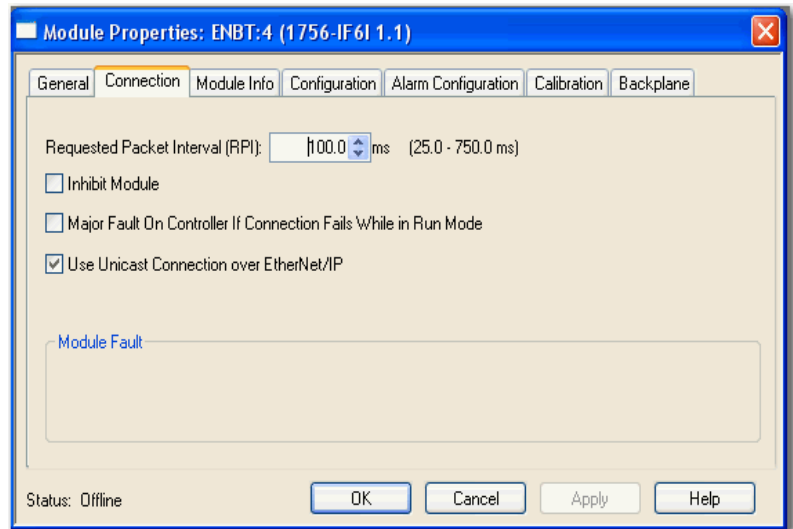 Module Properties: ENBT:4 (1756-IF6I 1.1)
General Connection Module Info Configuration Alarm Configuration Calibration Backplane
Requested Packet Interval (RPI): 100.0 ms (25.0 - 750.0 ms)
Inhibit Module
Major Fault On Controller If Connection Fails While in Run Mode
Use Unicast Connection over EtherNet/IP
Module Fault
Status: Offline OK Cancel Apply Help